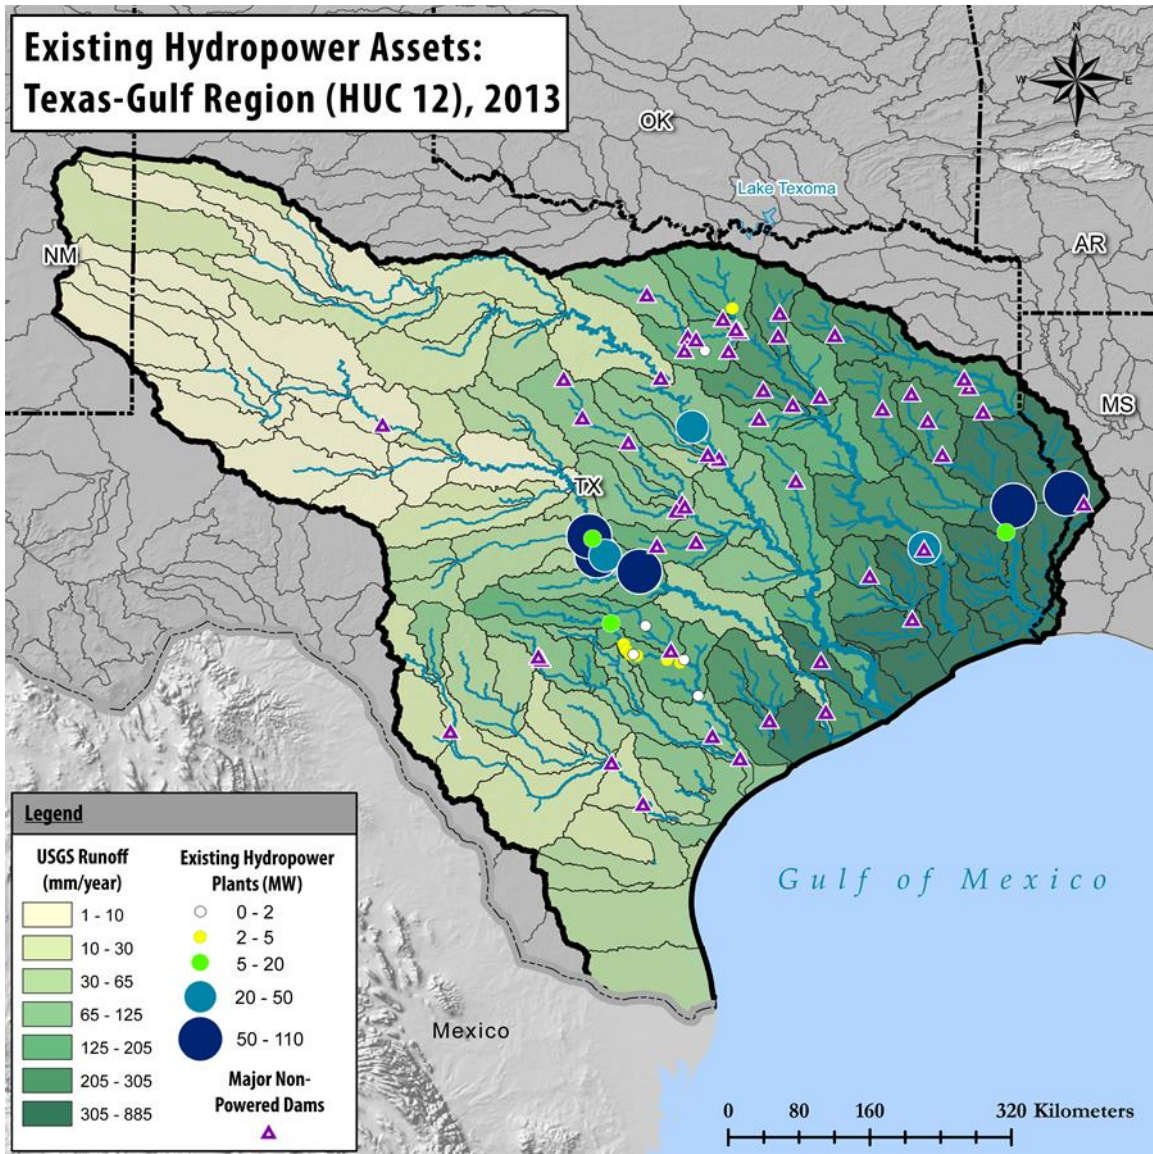 Existing Hydropower Assets:
Texas-Gulf Region (HUC 12), 2013
N
W
E
S
OK
Lake Texoma
NM
AR
MS
TX
Gulf of Mexico
Mexico
Legend
USGS Runoff
(mm/year)
1 - 10
10 - 30
30 - 65
65 - 125
125 - 205
205 - 305
305 - 885
Existing Hydropower
Plants (MW)
0 - 2
2 - 5
5 - 20
20 - 50
50 - 110
Major Non-
Powered Dams
0 80 160 320 Kilometers